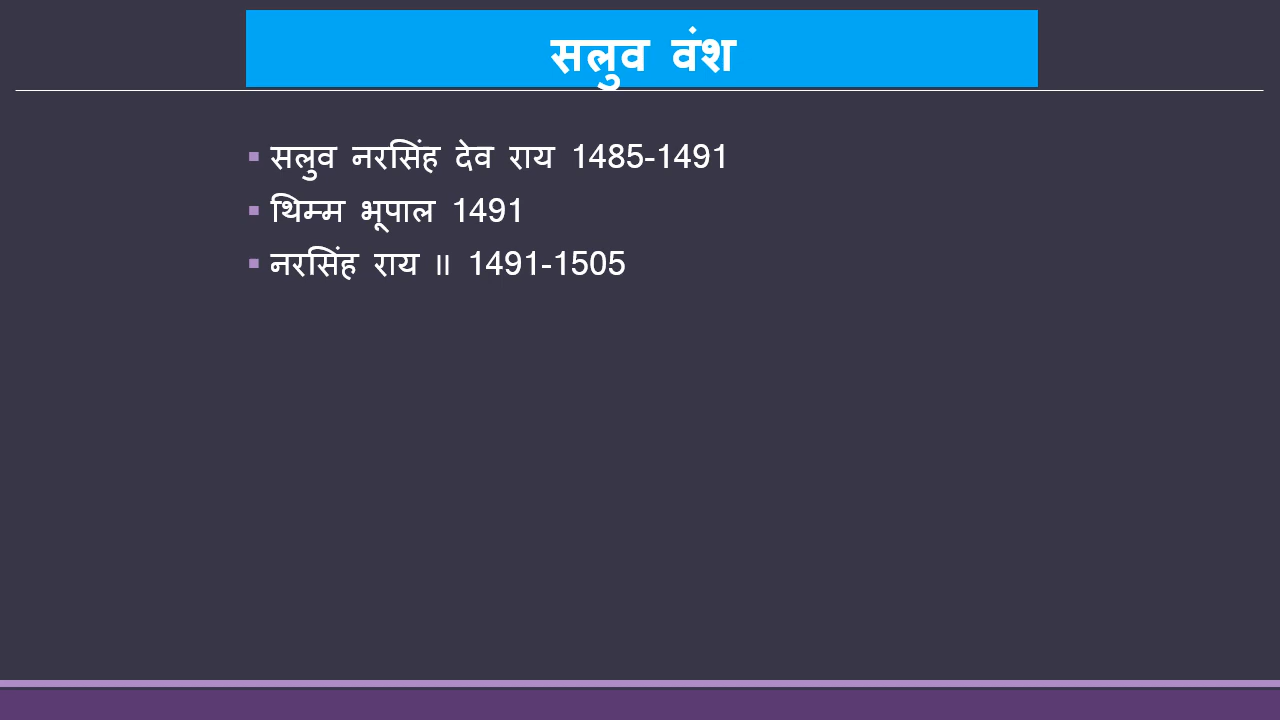 सलुव वंश
सलुव नरसिंह देव राय 1485-1491
थिम्म भूपाल 1491
नरसिंह राय ॥ 1491-1505